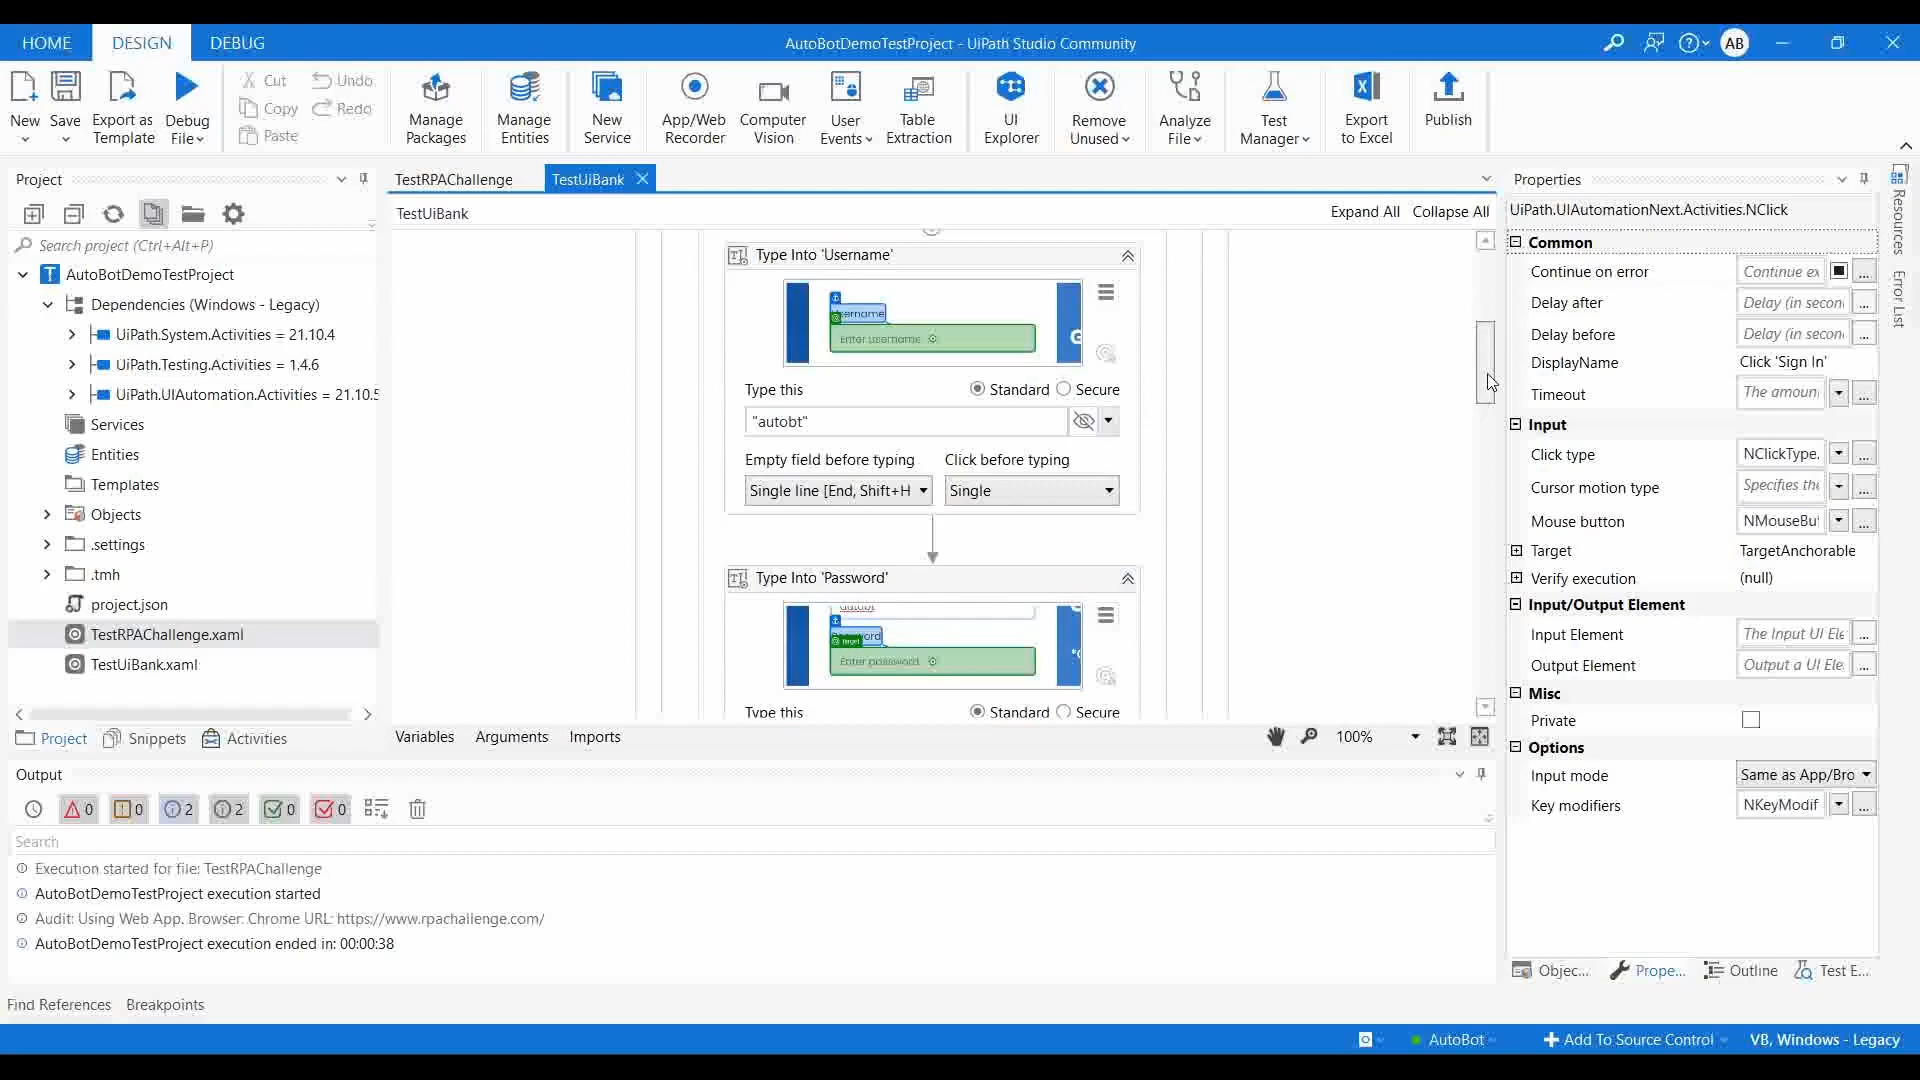 HOME DESIGN DEBUG
AutoBotDemoTestProject - UiPath Studio Community
AB
New
Save
Export as Template
Debug File
Cut
Copy
Paste
Undo
Redo
Manage Packages
Manage Entities
New Service
App/Web Recorder
Computer Vision
User Events
Table Extraction
UI Explorer
Remove Unused
Analyze File
Test Manager
Export to Excel
Publish
Project
Search project (Ctrl+Alt+P)
AutoBotDemoTestProject
Dependencies (Windows - Legacy)
UiPath.System.Activities = 21.10.4
UiPath.Testing.Activities = 1.4.6
UiPath.UIAutomation.Activities = 21.10.5
Services
Entities
Templates
Objects
.settings
.tmh
project.json
TestRPAChallenge.xaml
TestUiBank.xaml
Project Snippets Activities
TestRPAChallenge TestUiBank
TestUiBank
Expand All Collapse All
Type Into 'Username'
Enter username
Type this
Standard Secure
"autobt"
Empty field before typing Click before typing
Single line [End, Shift+H Single
Type Into 'Password'
Enter password
Type this
Standard Secure
Variables Arguments Imports
100%
Properties
UiPath.UIAutomationNext.Activities.NClick
Common
Continue on error Continue ex ...
Delay after Delay (in secon ...
Delay before Delay (in secon ...
DisplayName Click 'Sign In'
Timeout The amoun ...
Input
Click type NClickType. ...
Cursor motion type Specifies the ...
Mouse button NMouseBu ...
Target TargetAnchorable
Verify execution (null)
Input/Output Element
Input Element The Input UI Ele ...
Output Element Output a UI Ele ...
Misc
Private
Options
Input mode Same as App/Bro
Key modifiers NKeyModif ...
Objec... Prope... Outline Test E...
Resources
Error List
Output
0 0 2 2 0 0
Search
Execution started for file: TestRPAChallenge
AutoBotDemoTestProject execution started
Audit: Using Web App. Browser: Chrome URL: https://www.rpachallenge.com/
AutoBotDemoTestProject execution ended in: 00:00:38
Find References Breakpoints
AutoBot
Add To Source Control
VB, Windows - Legacy